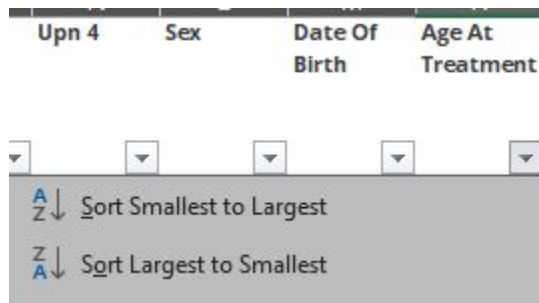 Upn 4 Sex Date Of Age At
Birth Treatment
A
Z Sort Smallest to Largest
Z
A Sort Largest to Smallest